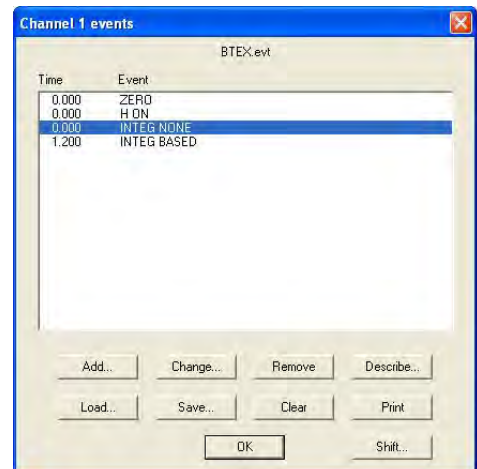 Channel 1 events
BTEX.evt
Time Event
0.000 ZERO
0.000 H ON
0.000 INTEG NONE
1.200 INTEG BASED
Add... Change... Remove Describe...
Load... Save... Clear Print
OK Shift...